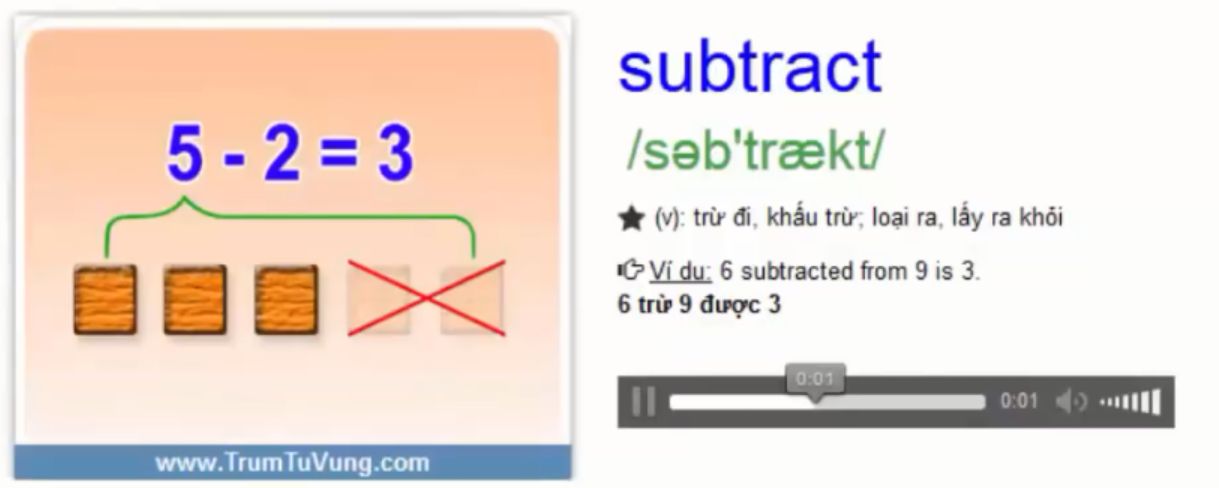 5 - 2 = 3
www.TrumTuVung.com
subtract
/səb'trækt/
(v): trừ đi, khấu trừ; loại ra, lấy ra khỏi
Ví du: 6 subtracted from 9 is 3.
6 trừ 9 được 3
0:01
0:01